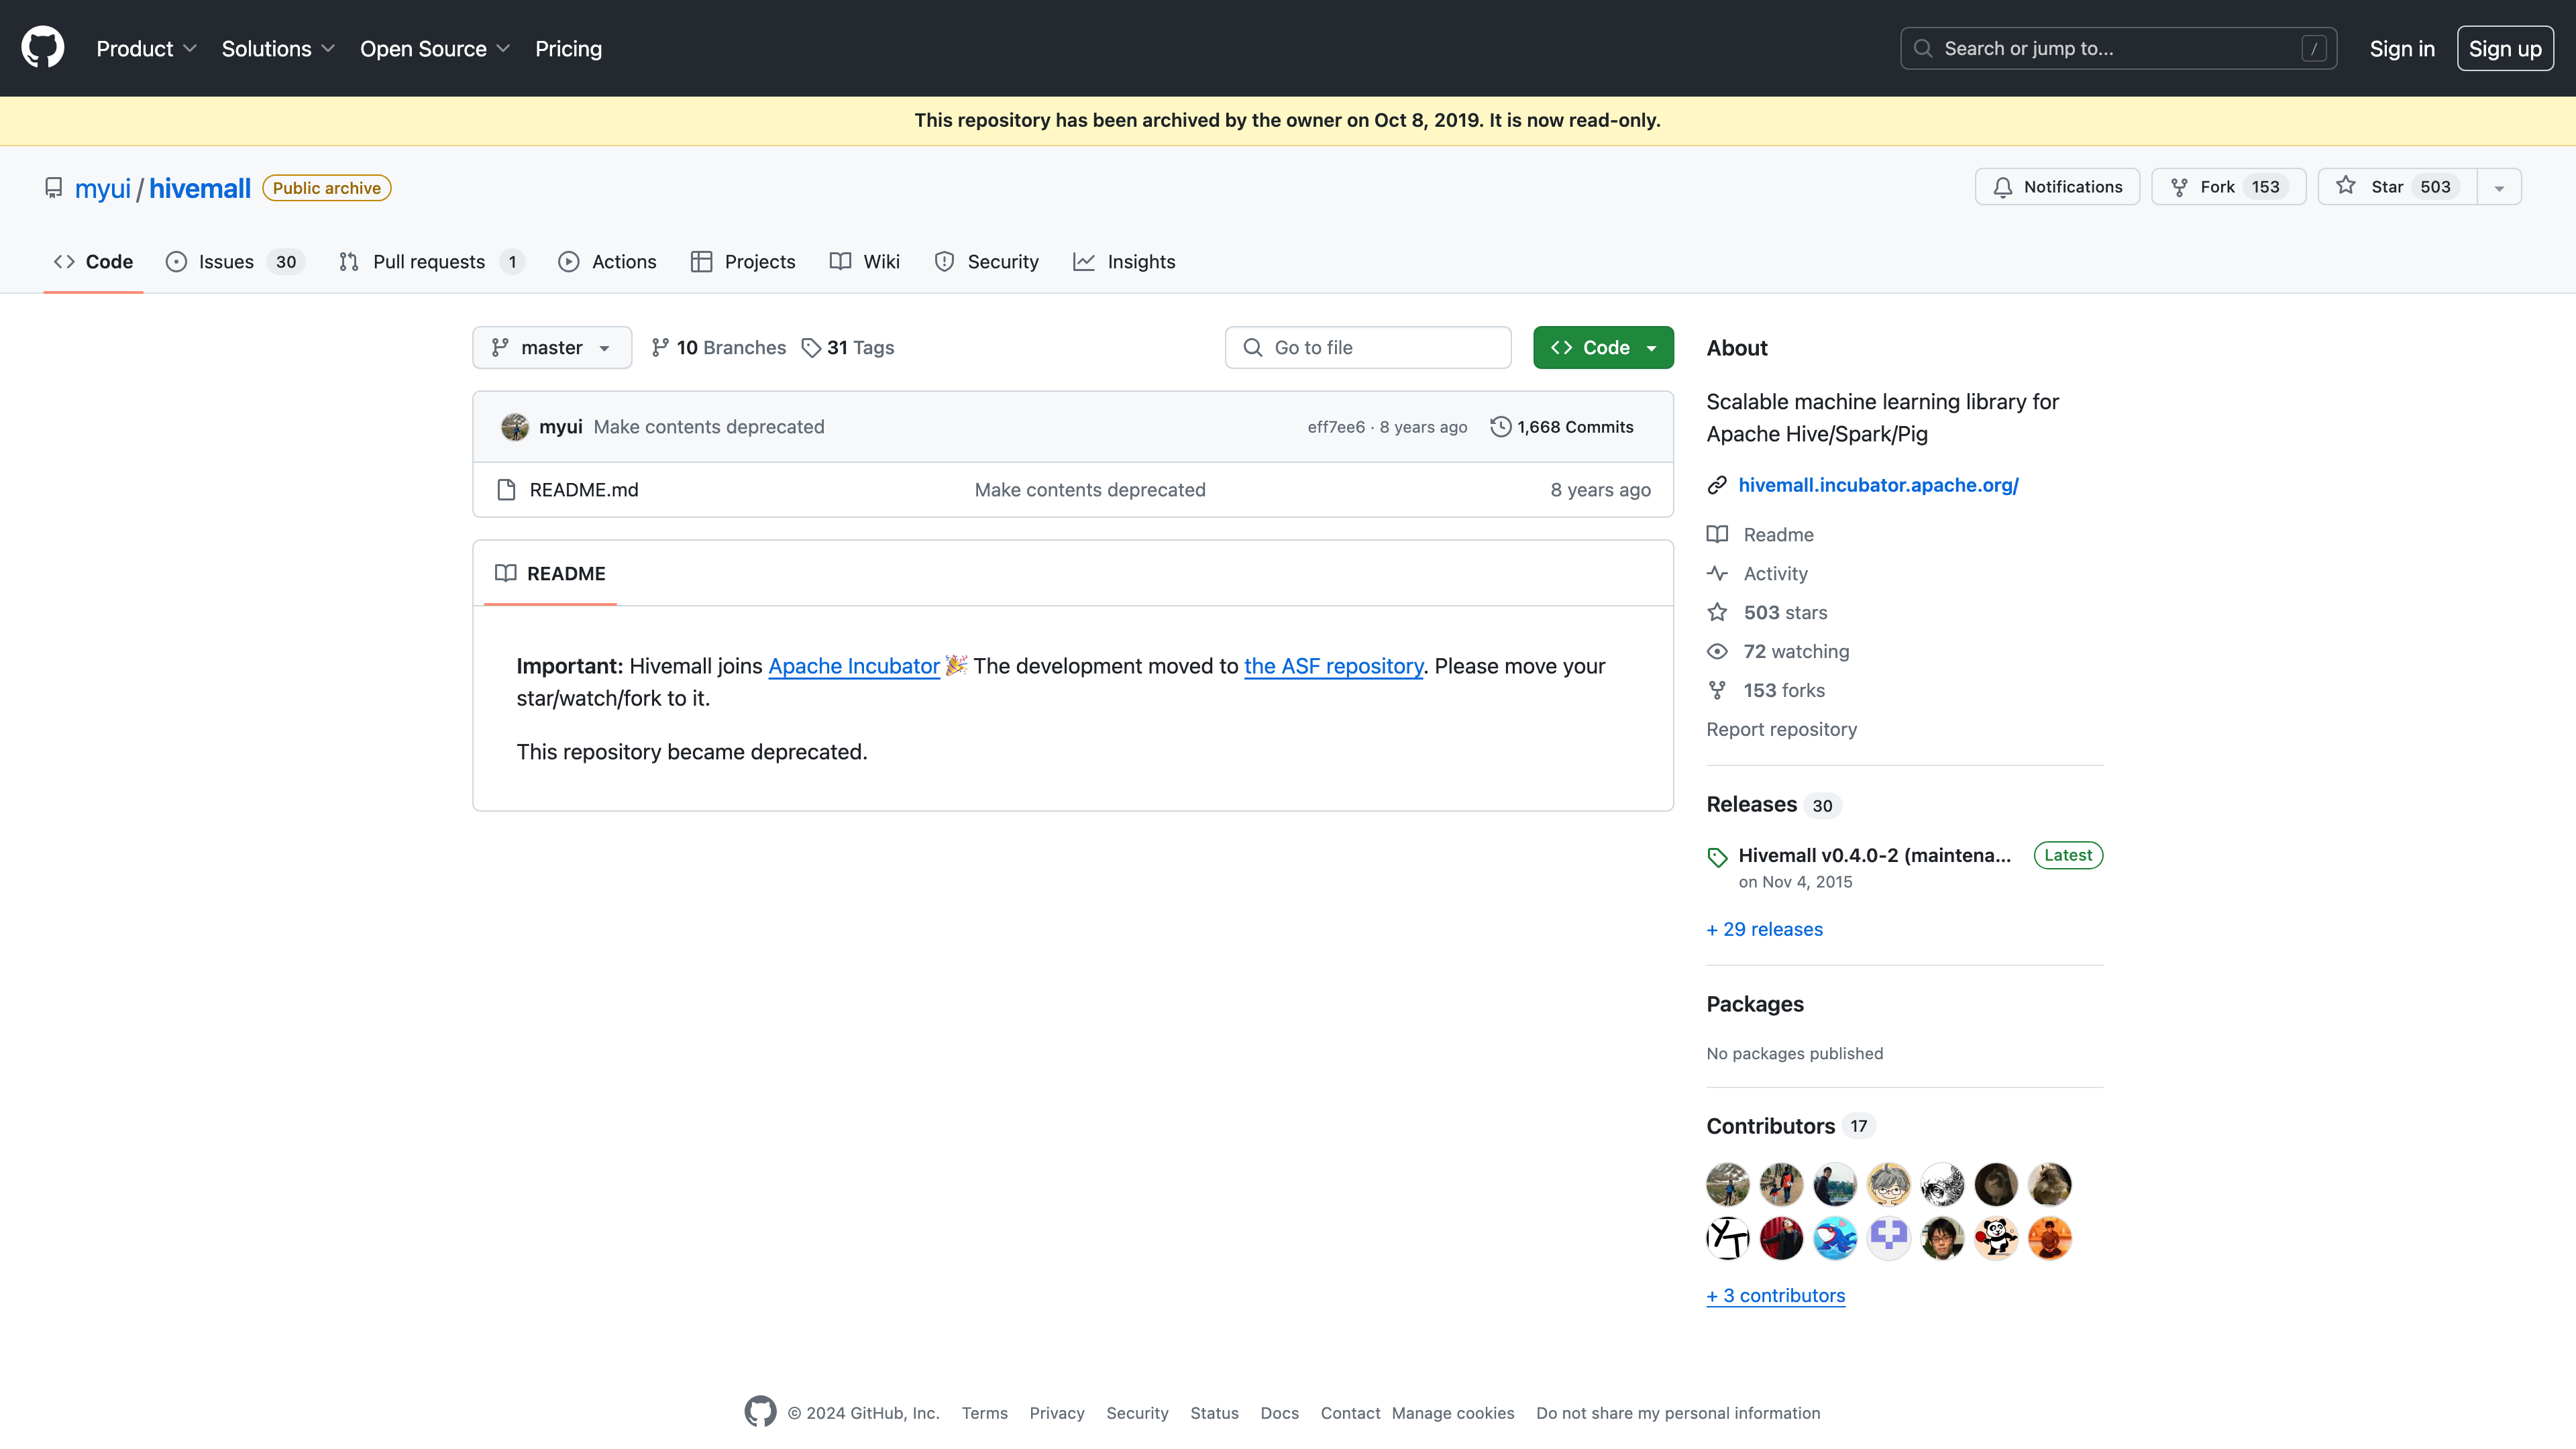 Product Solutions Open Source Pricing Search or jump to... / Sign in Sign up
This repository has been archived by the owner on Oct 8, 2019. It is now read-only.
myui / hivemall Public archive Notifications Fork 153 Star 503
Code Issues 30 Pull requests 1 Actions Projects Wiki Security Insights
master 10 Branches 31 Tags Go to file Code
myui Make contents deprecated eff7ee6 · 8 years ago 1,668 Commits
README.md Make contents deprecated 8 years ago
README
Important: Hivemall joins Apache Incubator 🎉 The development moved to the ASF repository. Please move your
star/watch/fork to it.
This repository became deprecated.
About
Scalable machine learning library for
Apache Hive/Spark/Pig
hivemall.incubator.apache.org/
Readme
Activity
503 stars
72 watching
153 forks
Report repository
Releases 30
Hivemall v0.4.0-2 (maintena... Latest
on Nov 4, 2015
+ 29 releases
Packages
No packages published
Contributors 17
YT
+ 3 contributors
© 2024 GitHub, Inc. Terms Privacy Security Status Docs Contact Manage cookies Do not share my personal information